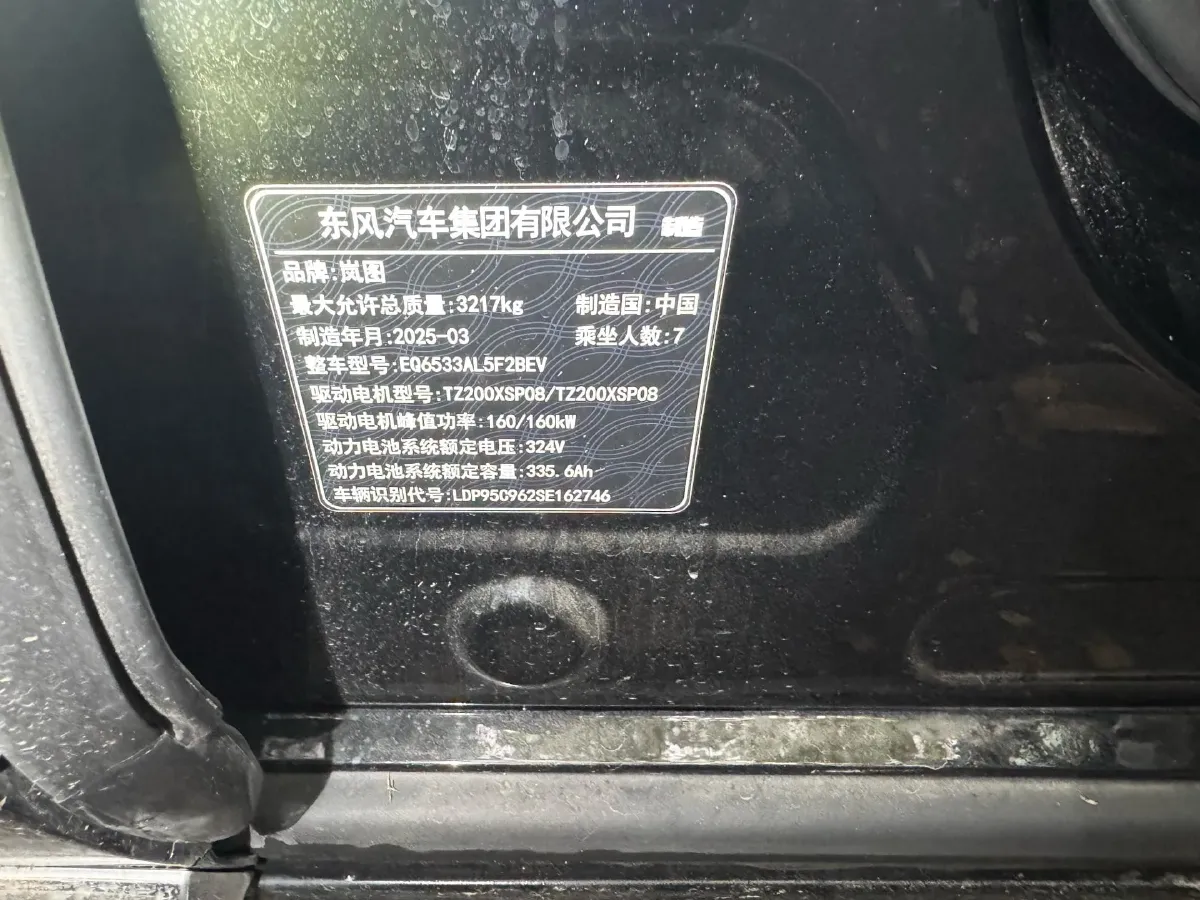 东风汽车集团有限公司 制造
品牌:岚图
最大允许总质量:3217kg 制造国:中国
制造年月:2025-03 乘坐人数:7
整车型号:EQ6533AL5F2BEV
驱动电机型号:TZ200XSP08/TZ200XSP08
驱动电机峰值功率:160/160kW
动力电池系统额定电压:324V
动力电池系统额定容量:335.6Ah
车辆识别代号:LDP95C962SE162746